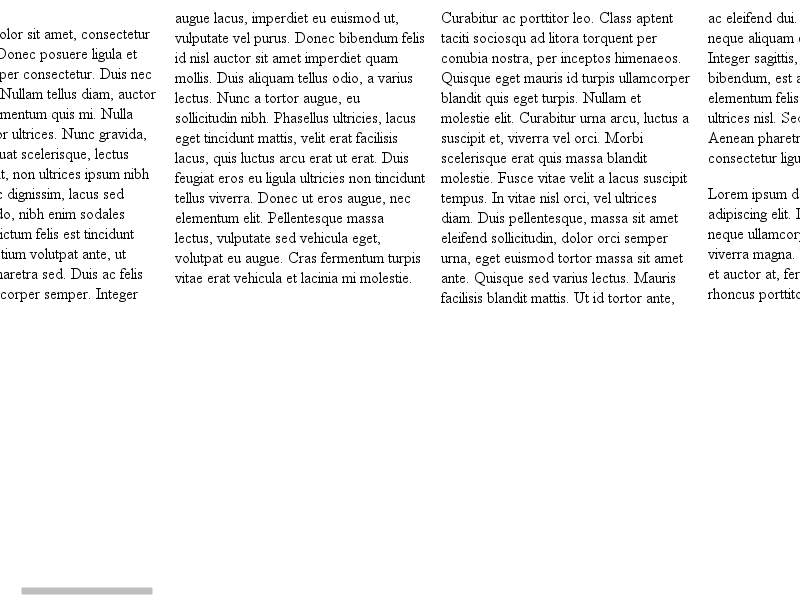 olor sit amet, consectetur
Donec posuere ligula et
per consectetur. Duis nec
Nullam tellus diam, auctor
mentum quis mi. Nulla
or ultrices. Nunc gravida,
uat scelerisque, lectus
it, non ultrices ipsum nibh
c dignissim, lacus sed
do, nibh enim sodales
ictum felis est tincidunt
tium volutpat ante, ut
haretra sed. Duis ac felis
corper semper. Integer
augue lacus, imperdiet eu euismod ut,
vulputate vel purus. Donec bibendum felis
id nisl auctor sit amet imperdiet quam
mollis. Duis aliquam tellus odio, a varius
lectus. Nunc a tortor augue, eu
sollicitudin nibh. Phasellus ultricies, lacus
eget tincidunt mattis, velit erat facilisis
lacus, quis luctus arcu erat ut erat. Duis
feugiat eros eu ligula ultricies non tincidunt
tellus viverra. Donec ut eros augue, nec
elementum elit. Pellentesque massa
lectus, vulputate sed vehicula eget,
volutpat eu augue. Cras fermentum turpis
vitae erat vehicula et lacinia mi molestie.
Curabitur ac porttitor leo. Class aptent
taciti sociosqu ad litora torquent per
conubia nostra, per inceptos himenaeos.
Quisque eget mauris id turpis ullamcorper
blandit quis eget turpis. Nullam et
molestie elit. Curabitur urna arcu, luctus a
suscipit et, viverra vel orci. Morbi
scelerisque erat quis massa blandit
molestie. Fusce vitae velit a lacus suscipit
tempus. In vitae nisl orci, vel ultrices
diam. Duis pellentesque, massa sit amet
eleifend sollicitudin, dolor orci semper
urna, eget euismod tortor massa sit amet
ante. Quisque sed varius lectus. Mauris
facilisis blandit mattis. Ut id tortor ante,
ac eleifend dui.
neque aliquam
Integer sagittis,
bibendum, est a
elementum felis
ultrices nisl. Sed
Aenean pharetr
consectetur ligu
Lorem ipsum d
adipiscing elit.
neque ullamcorp
viverra magna.
et auctor at, fer
rhoncus porttito